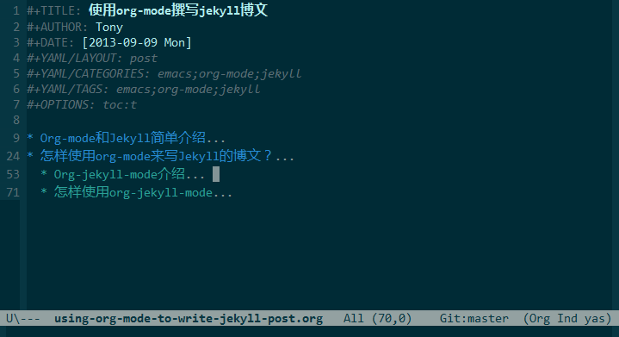 1 #+TITLE: 使用org-mode撰写jekyll博文
2 #+AUTHOR: Tony
3 #+DATE: [2013-09-09 Mon]
4 #+YAML/LAYOUT: post
5 #+YAML/CATEGORIES: emacs;org-mode;jekyll
6 #+YAML/TAGS: emacs;org-mode;jekyll
7 #+OPTIONS: toc:t
8
9 * Org-mode和Jekyll简单介绍...
24 * 怎样使用org-mode来写Jekyll的博文？...
53 * Org-jekyll-mode介绍...
71 * 怎样使用org-jekyll-mode...
U\--- using-org-mode-to-write-jekyll-post.org All (70,0) Git:master (Org Ind yas)